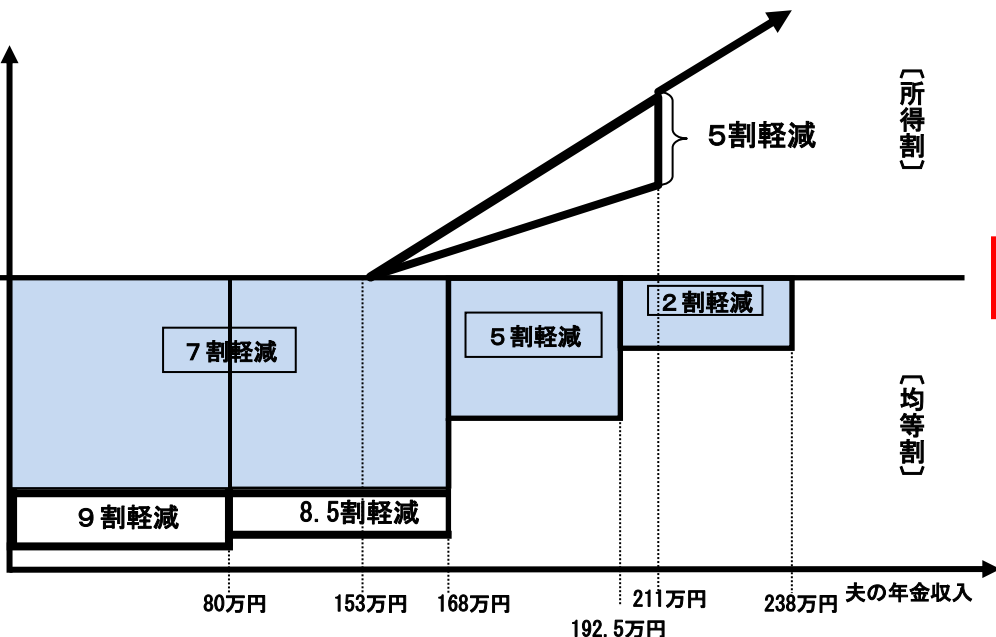 〔所得割〕
５割軽減
２割軽減
５割軽減
７割軽減
〔均等割〕
９割軽減
8.5割軽減
80万円
153万円
168万円
192.5万円
211万円
238万円
夫の年金収入